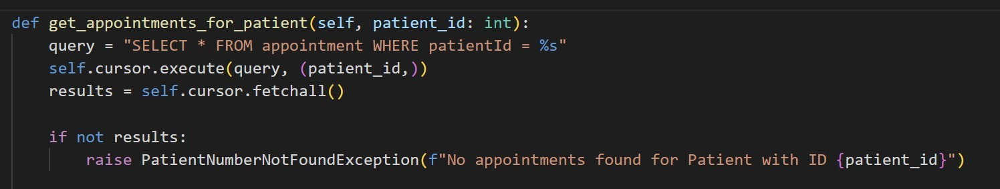 def get_appointments_for_patient(self, patient_id: int):
    query = "SELECT * FROM appointment WHERE patientId = %s"
    self.cursor.execute(query, (patient_id,))
    results = self.cursor.fetchall()
    if not results:
        raise PatientNumberNotFoundException(f"No appointments found for Patient with ID {patient_id}")